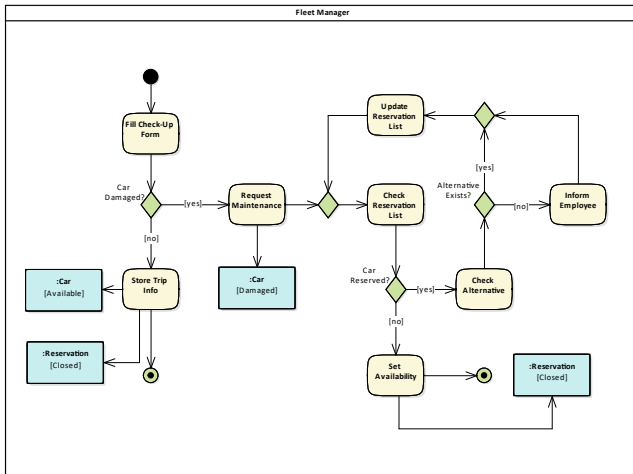 Fleet Manager
Fill Check-Up
Form
Update
Reservation
List
Car
Damaged?
[yes]
Request
Maintenance
Check
Reservation
List
Alternative
Exists?
[yes]
[no]
Inform
Employee
[no]
:Car
[Available]
Store Trip
Info
:Car
[Damaged]
Car
Reserved?
[yes]
Check
Alternative
[no]
:Reservation
[Closed]
Set
Availability
:Reservation
[Closed]